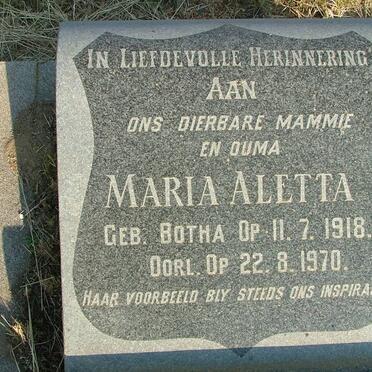 IN LIEFDEVOLLE HERINNERING
AAN
ONS DIERBARE MAMMIE
EN OUMA
MARIA ALETTA
GEB. BOTHA OP 11. 7. 1918.
OORL. OP 22. 8. 1970.
HAAR VOORBEELD BLY STEEDS ONS